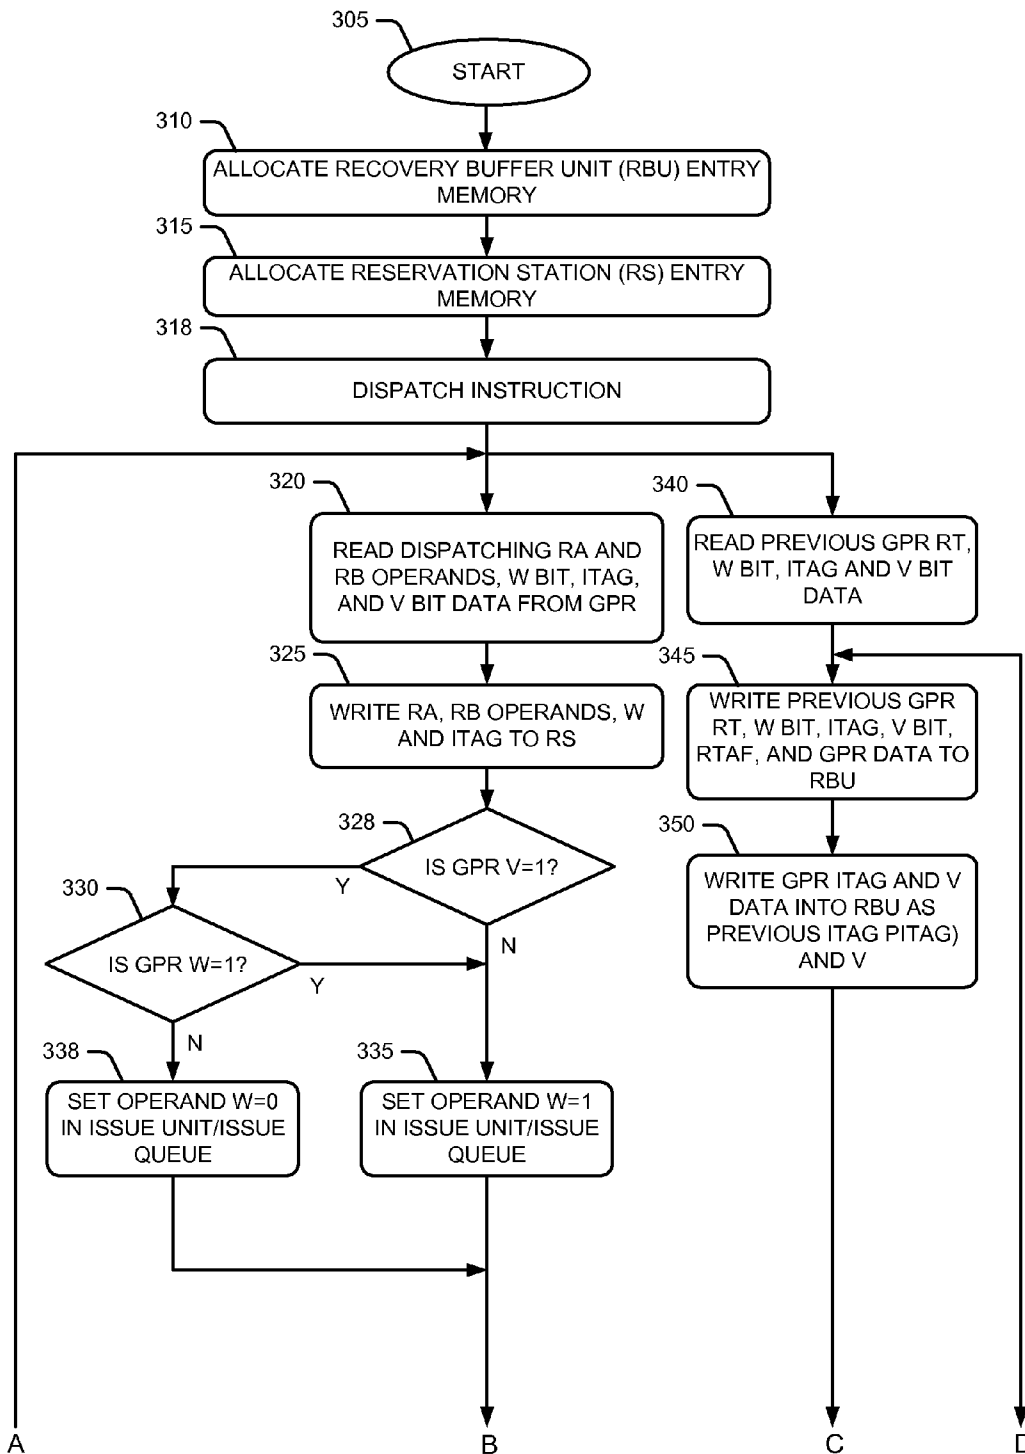 305
START
310
ALLOCATE RECOVERY BUFFER UNIT (RBU) ENTRY
MEMORY
315
ALLOCATE RESERVATION STATION (RS) ENTRY
MEMORY
318
DISPATCH INSTRUCTION
320
READ DISPATCHING RA AND
RB OPERANDS, W BIT, ITAG,
AND V BIT DATA FROM GPR
340
READ PREVIOUS GPR RT,
W BIT, ITAG AND V BIT
DATA
325
WRITE RA, RB OPERANDS, W
AND ITAG TO RS
345
WRITE PREVIOUS GPR
RT, W BIT, ITAG, V BIT,
RTAF, AND GPR DATA TO
RBU
328
IS GPR V=1?
Y
N
350
WRITE GPR ITAG AND V
DATA INTO RBU AS
PREVIOUS ITAG PITAG)
AND V
330
IS GPR W=1?
Y
N
338
SET OPERAND W=0
IN ISSUE UNIT/ISSUE
QUEUE
335
SET OPERAND W=1
IN ISSUE UNIT/ISSUE
QUEUE
A
B
C